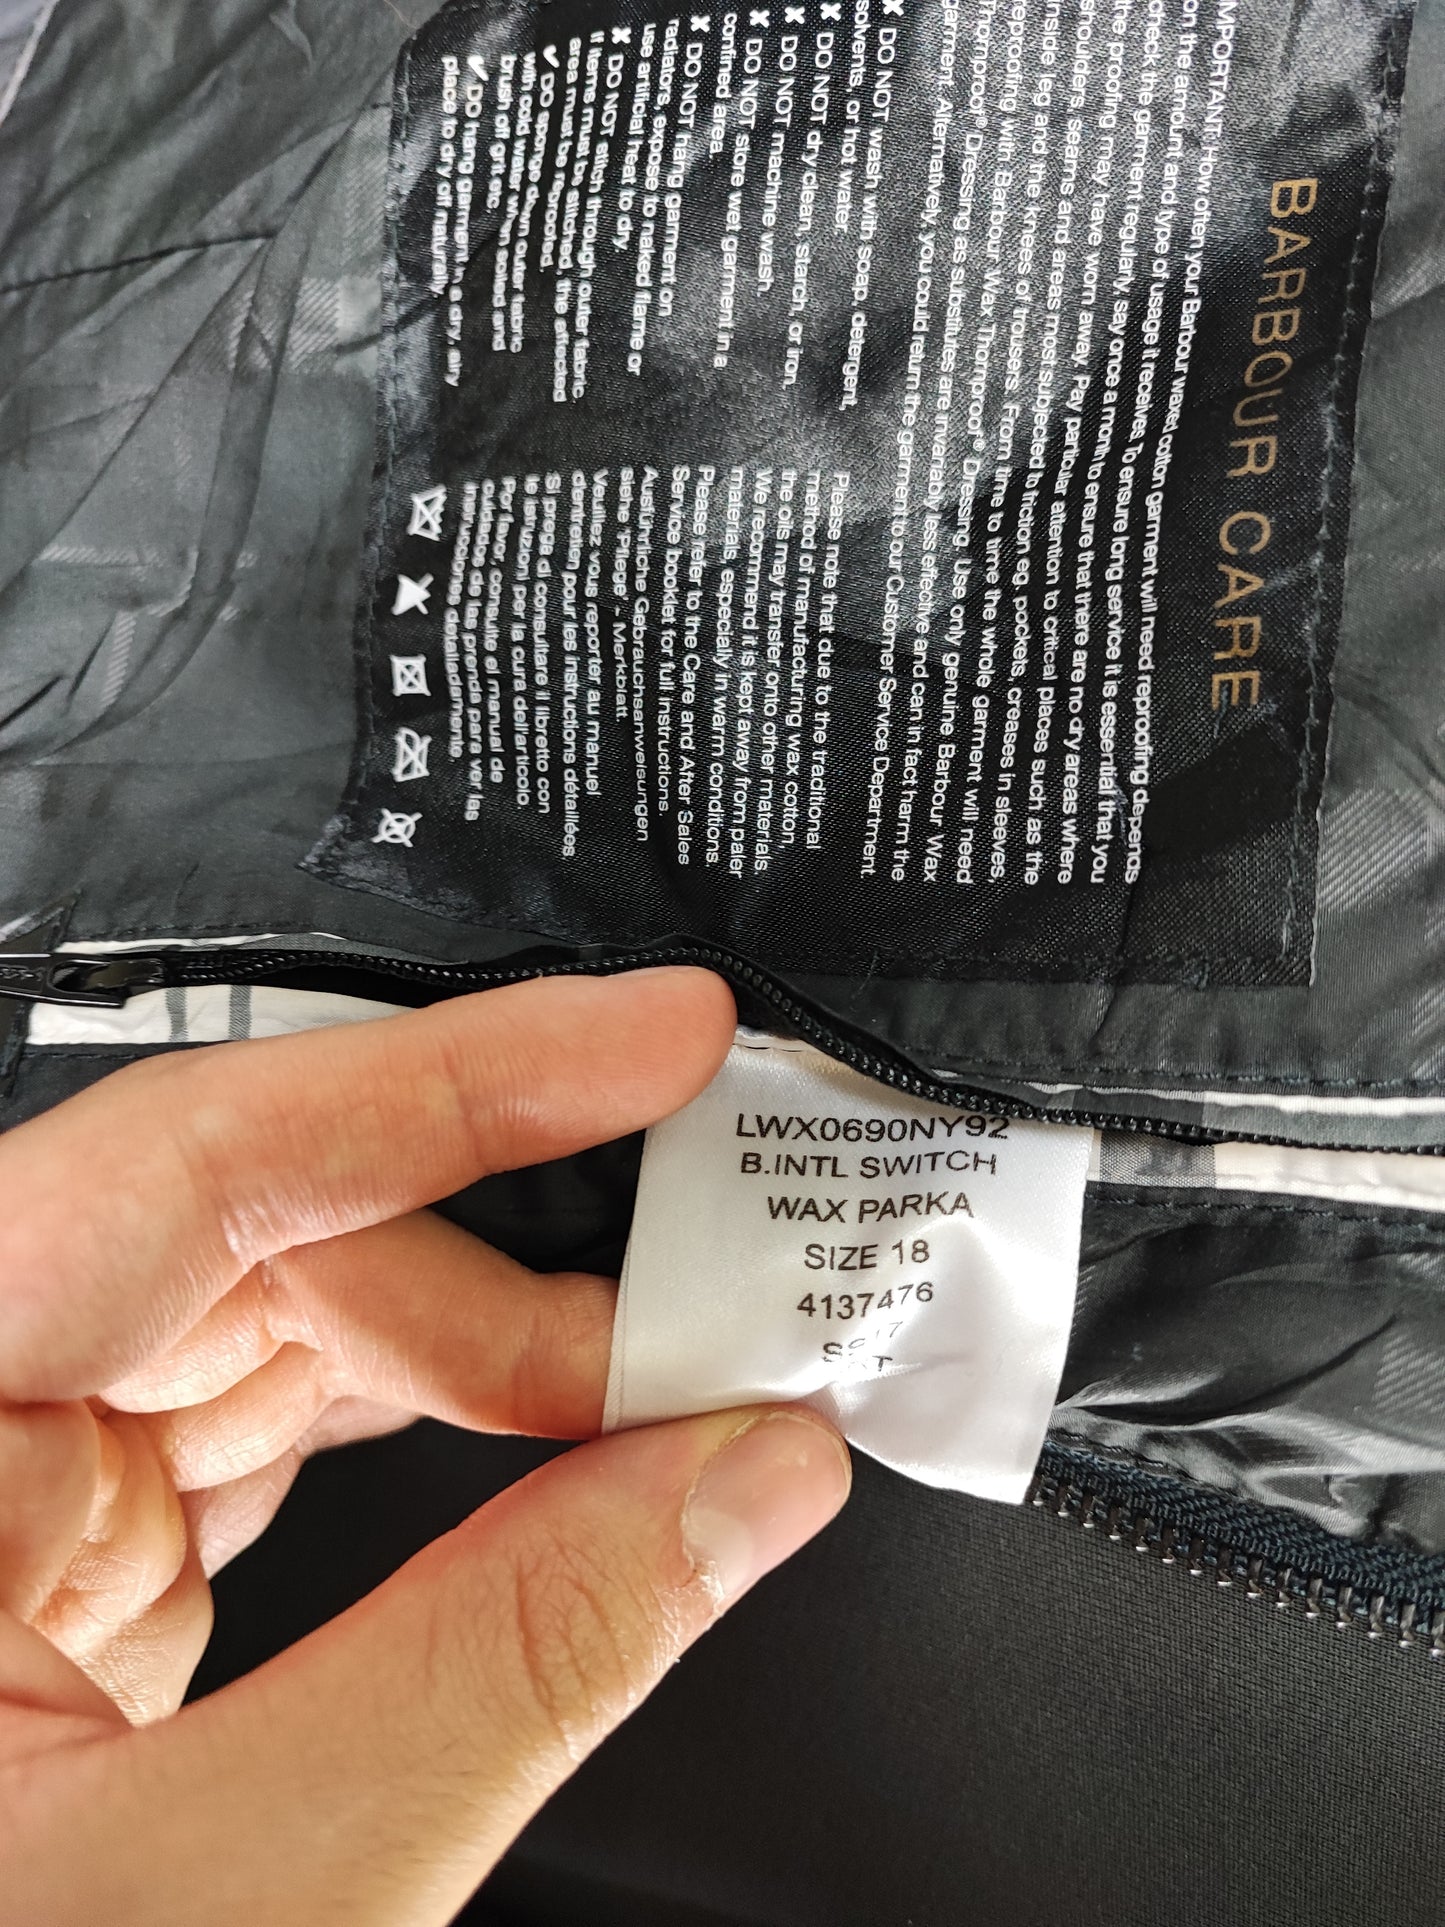 BARBOUR CARE
IMPORTANT: How often your Barbour waxed cotton garment will need reproofing depends
on the amount and type of usage it receives. To ensure long service it is essential that you
check the garment regularly, say once a month to ensure that there are no dry areas where
the proofing may have worn away. Pay particular attention to critical places such as the
shoulders, seams and areas most subjected to friction eg. pockets, creases in sleeves,
inside leg and the knees of trousers. From time to time the whole garment will need
reproofing with Barbour Wax Thornproof® Dressing. Use only genuine Barbour Wax
Thornproof® Dressing as substitutes are invariably less effective and can in fact harm the
garment. Alternatively, you could return the garment to our Customer Service Department.
✘ DO NOT wash with soap, detergent,
solvents, or hot water.
✘ DO NOT dry clean, starch, or iron.
✘ DO NOT machine wash.
✘ DO NOT store wet garment in a
confined area.
✘ DO NOT hang garment on
radiators, expose to naked flame or
use artificial heat to dry.
✘ DO NOT stitch through outer fabric.
If items must be stitched, the affected
area must be reproofed.
✔ DO sponge down outer fabric
with cold water when soiled and
brush off grit etc.
✔ DO hang garment in a dry, airy
place to dry off naturally.
Please note that due to the traditional
method of manufacturing wax cotton,
the oils may transfer onto other materials.
We recommend it is kept away from paler
materials, especially in warm conditions.
Please refer to the Care and After Sales
Service booklet for full instructions.
Ausführliche Gebrauchsanweisungen
siehe 'Pflege' - Merkblatt.
Veuillez vous reporter au manuel
d'entretien pour les instructions détaillées
Si prega di consultare il libretto con
le istruzioni per la cura dell'articolo.
Por favor, consulte el manual de
cuidados de las prenda para ver las
instrucciones detalladamente.
LWX0690NY92
B.INTL SWITCH
WAX PARKA
SIZE 18
4137476